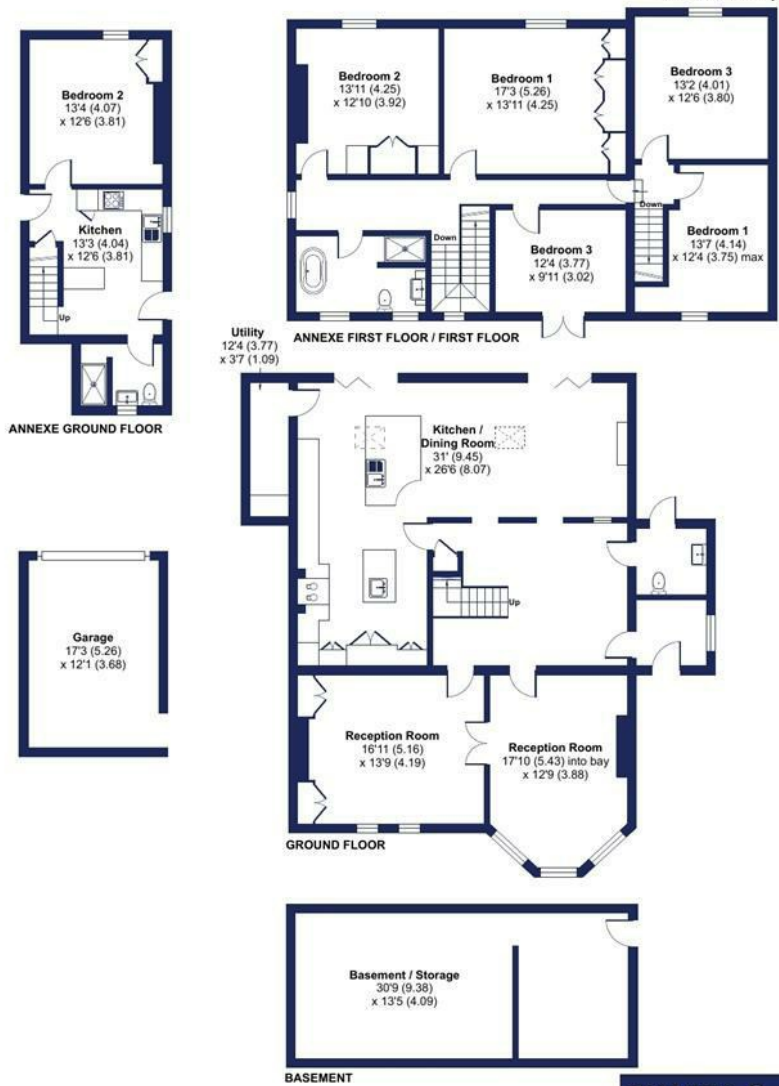 Bedroom 2
13'4 (4.07)
x 12'6 (3.81)
Kitchen
13'3 (4.04)
x 12'6 (3.81)
Up
ANNEXE GROUND FLOOR
Bedroom 2
13'11 (4.25)
x 12'10 (3.92)
Bedroom 1
17'3 (5.26)
x 13'11 (4.25)
Bedroom 3
13'2 (4.01)
x 12'6 (3.80)
Down
Bedroom 3
12'4 (3.77)
x 9'11 (3.02)
Down
Bedroom 1
13'7 (4.14)
x 12'4 (3.75) max
ANNEXE FIRST FLOOR / FIRST FLOOR
Utility
12'4 (3.77)
x 3'7 (1.09)
Kitchen /
Dining Room
31' (9.45)
x 26'6 (8.07)
Up
Garage
17'3 (5.26)
x 12'1 (3.68)
Reception Room
16'11 (5.16)
x 13'9 (4.19)
Reception Room
17'10 (5.43) into bay
x 12'9 (3.88)
GROUND FLOOR
Basement / Storage
30'9 (9.38)
x 13'5 (4.09)
BASEMENT